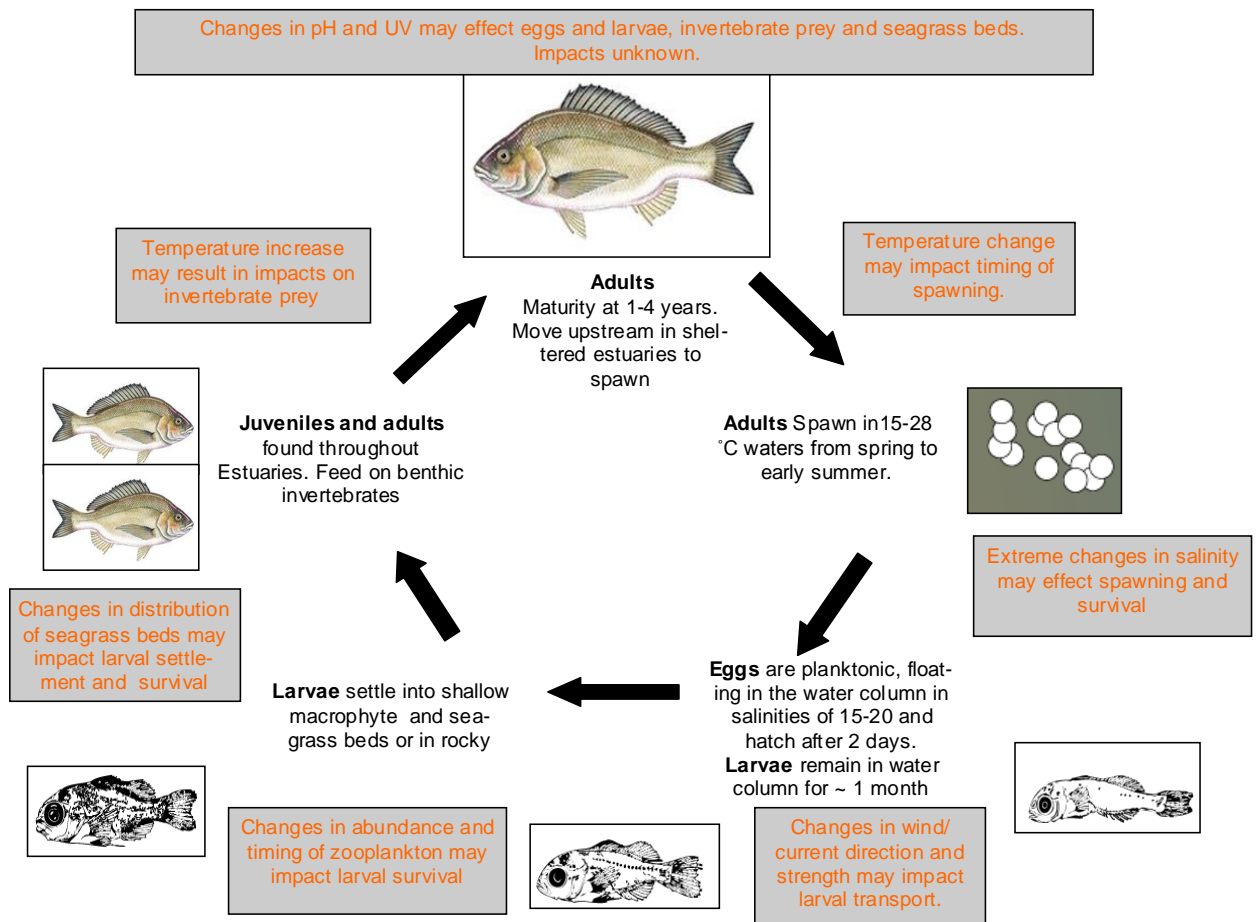 Changes in pH and UV may effect eggs and larvae, invertebrate prey and seagrass beds.
Impacts unknown.
Temperature increase
may result in impacts on
invertebrate prey
Temperature change
may impact timing of
spawning.
Adults
Maturity at 1-4 years.
Move upstream in shel-
tered estuaries to
spawn
Juveniles and adults
found throughout
Estuaries. Feed on benthic
invertebrates
Adults Spawn in15-28
˚C waters from spring to
early summer.
Extreme changes in salinity
may effect spawning and
survival
Changes in distribution
of seagrass beds may
impact larval settle-
ment and survival
Larvae settle into shallow
macrophyte and sea-
grass beds or in rocky
Eggs are planktonic, float-
ing in the water column in
salinities of 15-20 and
hatch after 2 days.
Larvae remain in water
column for ~ 1 month
Changes in abundance and
timing of zooplankton may
impact larval survival
Changes in wind/
current direction and
strength may impact
larval transport.